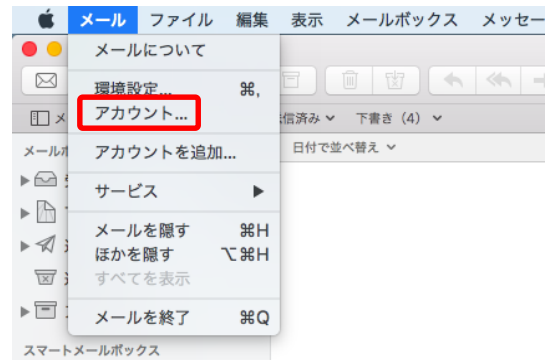 メール ファイル 編集 表示 メールボックス メッセー
メールについて
環境設定... ⌘,
アカウント...
信済み 下書き (4)
アカウントを追加...
日付で並べ替え
サービス
メールを隠す ⌘H
ほかを隠す ⌥⌘H
すべてを表示
メールを終了 ⌘Q
スマートメールボックス